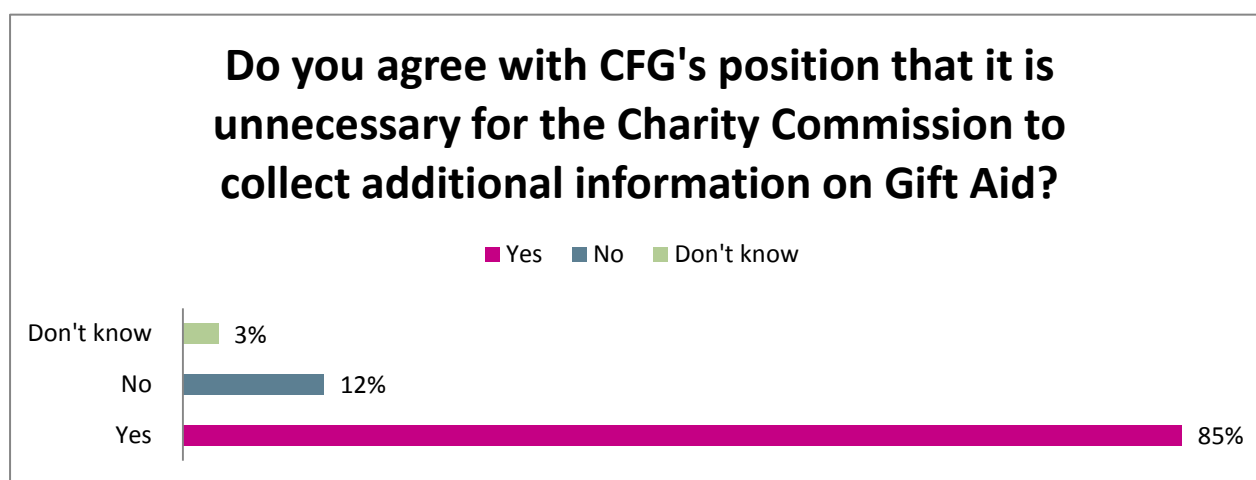 Do you agree with CFG's position that it is
unnecessary for the Charity Commission to
collect additional information on Gift Aid?
Yes No Don't know
Don't know 3%
No 12%
Yes 85%